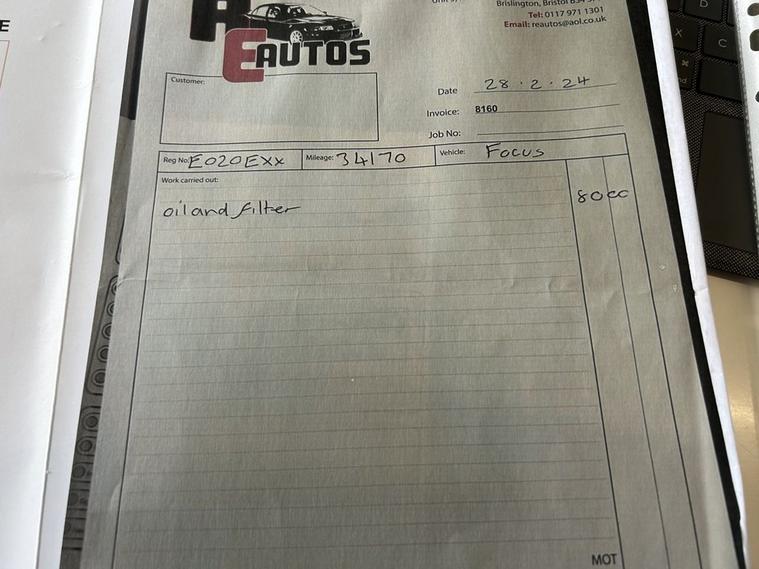 E
Brislington, Bristol
Tel: 0117 971 1301
Email: reautos@aol.co.uk
EAUTOS
Customer:
Date 28.2.24
Invoice: 8160
Job No:
Reg No: EO20EXX Mileage: 34170 Vehicle: Focus
Work carried out:
oil and filter 80 00
MOT